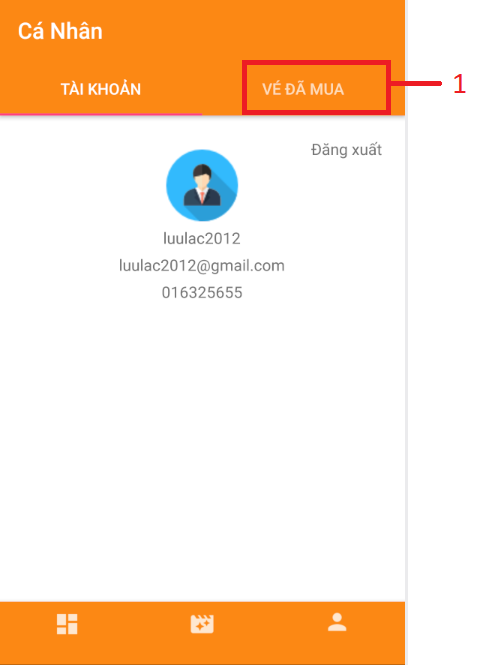 Cá Nhân
TÀI KHOẢN
VÉ ĐÃ MUA
1
Đăng xuất
luulac2012
luulac2012@gmail.com
016325655